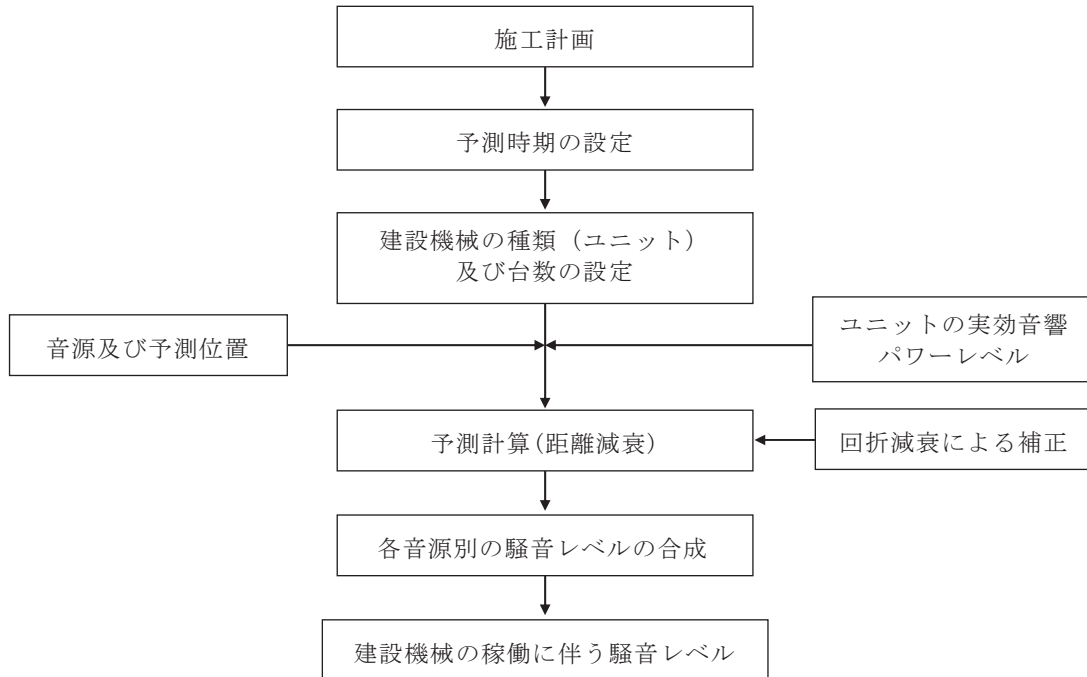 施工計画
予測時期の設定
建設機械の種類（ユニット）
及び台数の設定
音源及び予測位置
ユニットの実効音響
パワーレベル
予測計算(距離減衰)
回折減衰による補正
各音源別の騒音レベルの合成
建設機械の稼働に伴う騒音レベル